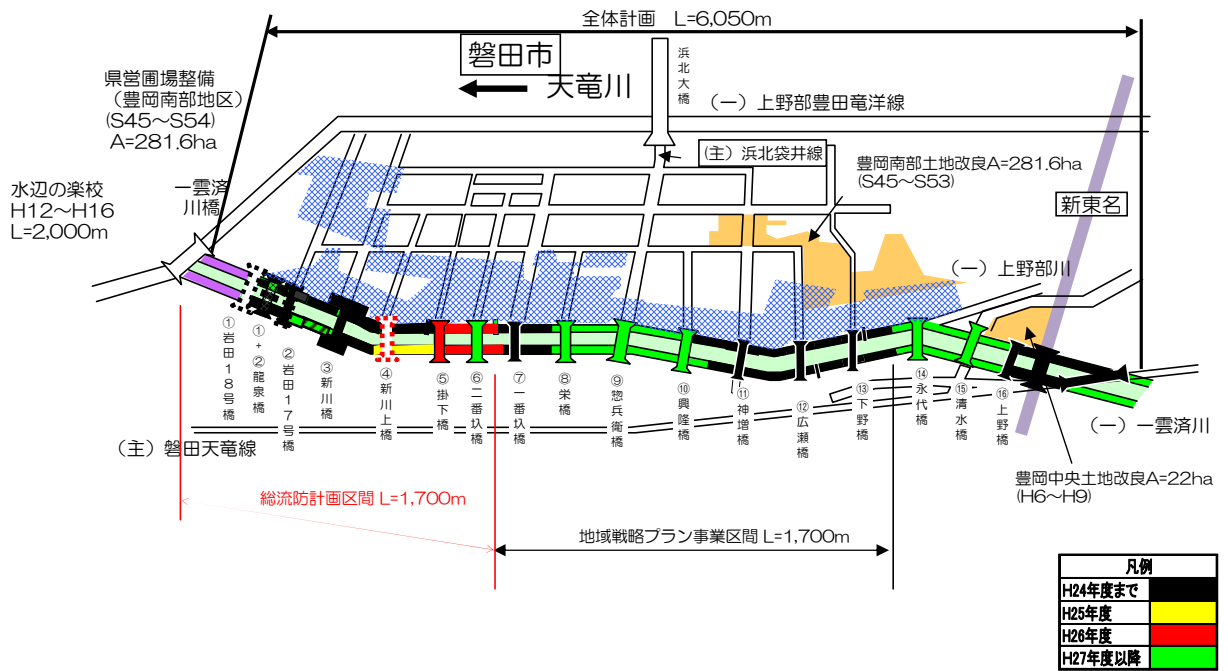 全体計画 L=6,050m
磐田市
天竜川
浜北大橋
県営圃場整備
(豊岡南部地区)
(S45~S54)
A=281.6ha
(一)上野部豊田竜洋線
(主)浜北袋井線
豊岡南部土地改良A=281.6ha
(S45~S53)
水辺の楽校
H12~H16
L=2,000m
一雲済
川橋
新東名
(一)上野部川
①岩田18号橋
①+②龍泉橋
②岩田17号橋
③新川橋
④新川上橋
⑤掛下橋
⑥二番圦橋
⑦一番圦橋
⑧栄橋
⑨惣兵衛橋
⑩興隆橋
⑪神増橋
⑫広瀬橋
⑬下野橋
⑭永代橋
⑮清水橋
⑯上野橋
(主)磐田天竜線
(一)一雲済川
豊岡中央土地改良A=22ha
(H6~H9)
総流防計画区間 L=1,700m
地域戦略プラン事業区間 L=1,700m
凡例
H24年度まで
H25年度
H26年度
H27年度以降